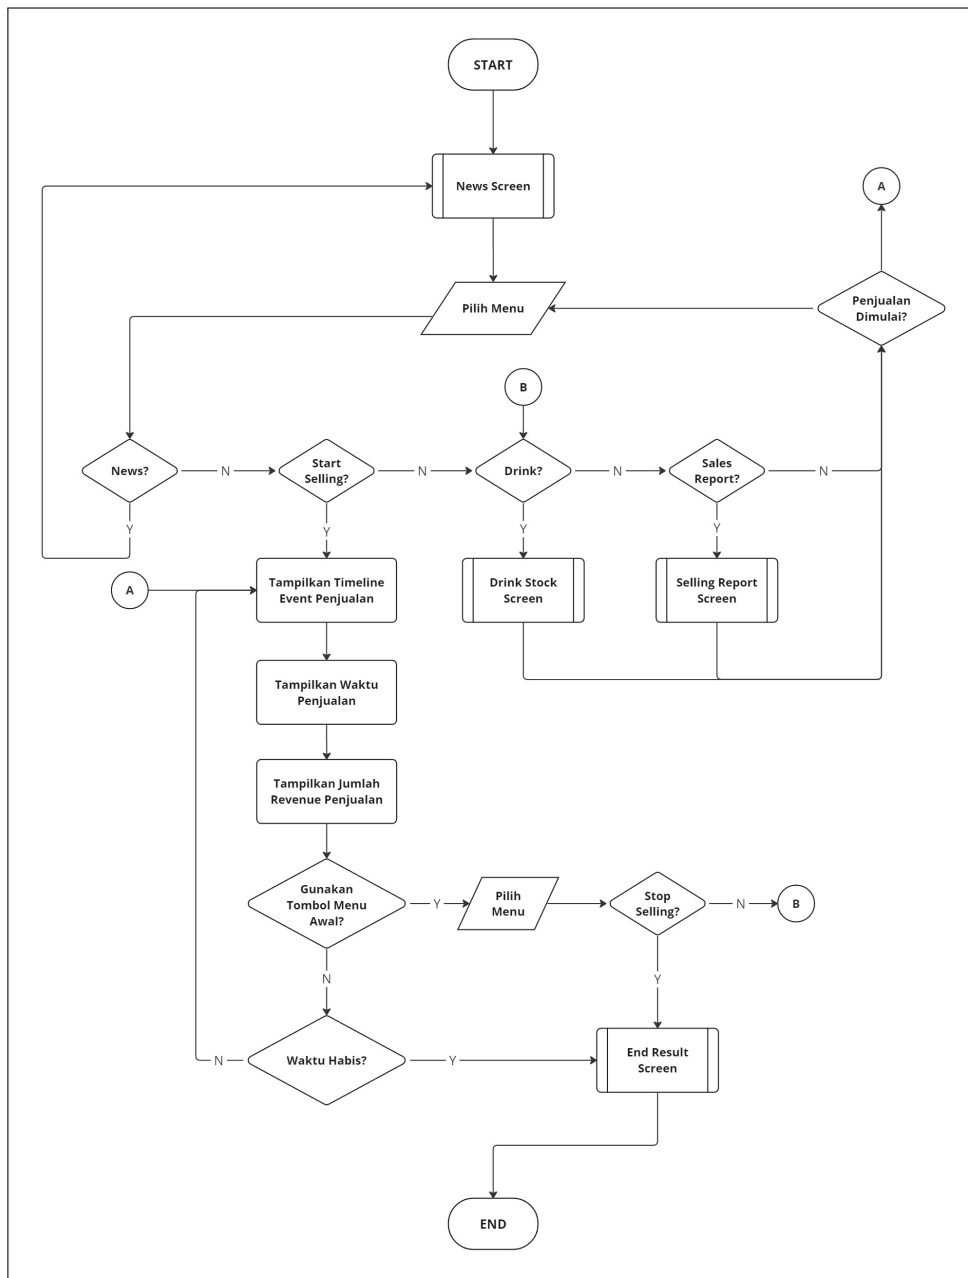 START
News Screen
A
Pilih Menu
Penjualan
Dimulai?
B
News?
N
Start
Selling?
N
Drink?
N
Sales
Report?
N
Y
Y
Y
Y
A
Tampilkan Timeline
Event Penjualan
Drink Stock
Screen
Selling Report
Screen
Tampilkan Waktu
Penjualan
Tampilkan Jumlah
Revenue Penjualan
Gunakan
Tombol Menu
Awal?
Y
Pilih
Menu
Stop
Selling?
N
B
N
Y
N
Waktu Habis?
Y
End Result
Screen
END